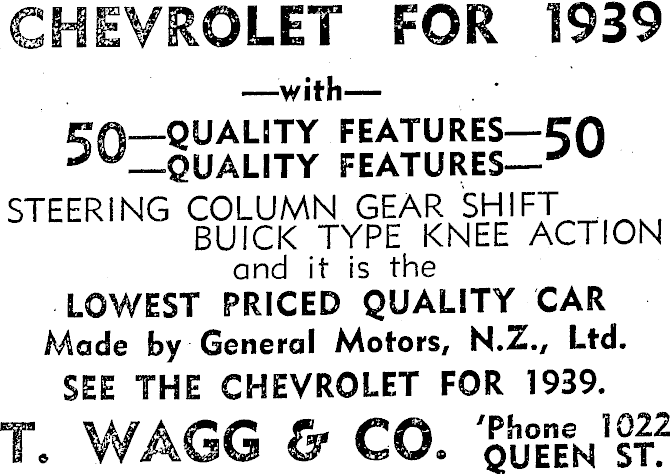 CHEVROLET FOR 1939
—with—
50—QUALITY FEATURES—50
—QUALITY FEATURES—
STEERING COLUMN GEAR SHIFT
BUICK TYPE KNEE ACTION
and it is the
LOWEST PRICED QUALITY CAR
Made by General Motors, N.Z., Ltd.
SEE THE CHEVROLET FOR 1939.
T. WAGG & CO. 'Phone 1022
QUEEN ST.